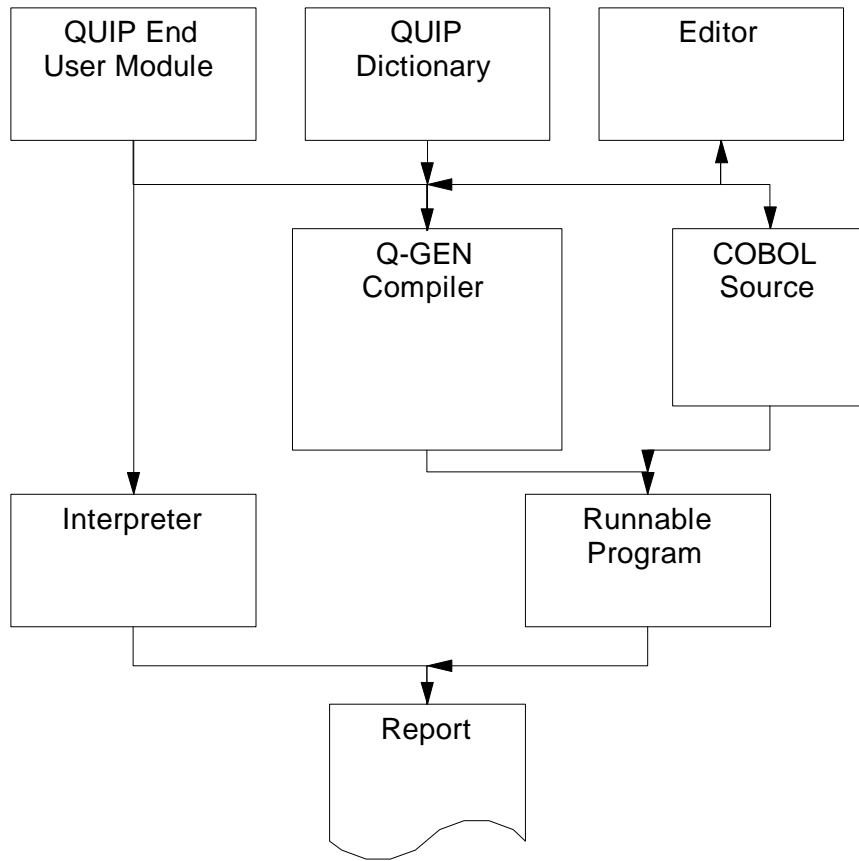 QUIP End
User Module
QUIP
Dictionary
Editor
Q-GEN
Compiler
COBOL
Source
Interpreter
Runnable
Program
Report